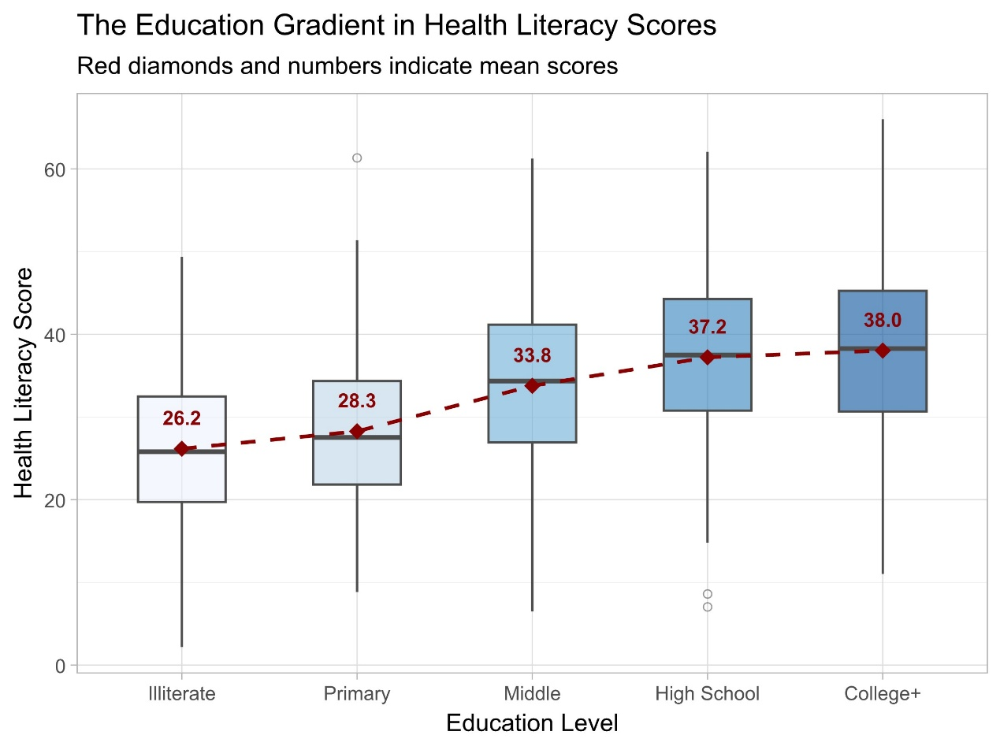 The Education Gradient in Health Literacy Scores
Red diamonds and numbers indicate mean scores
Health Literacy Score
60
40
20
0
26.2
28.3
33.8
37.2
38.0
Illiterate
Primary
Middle
High School
College+
Education Level